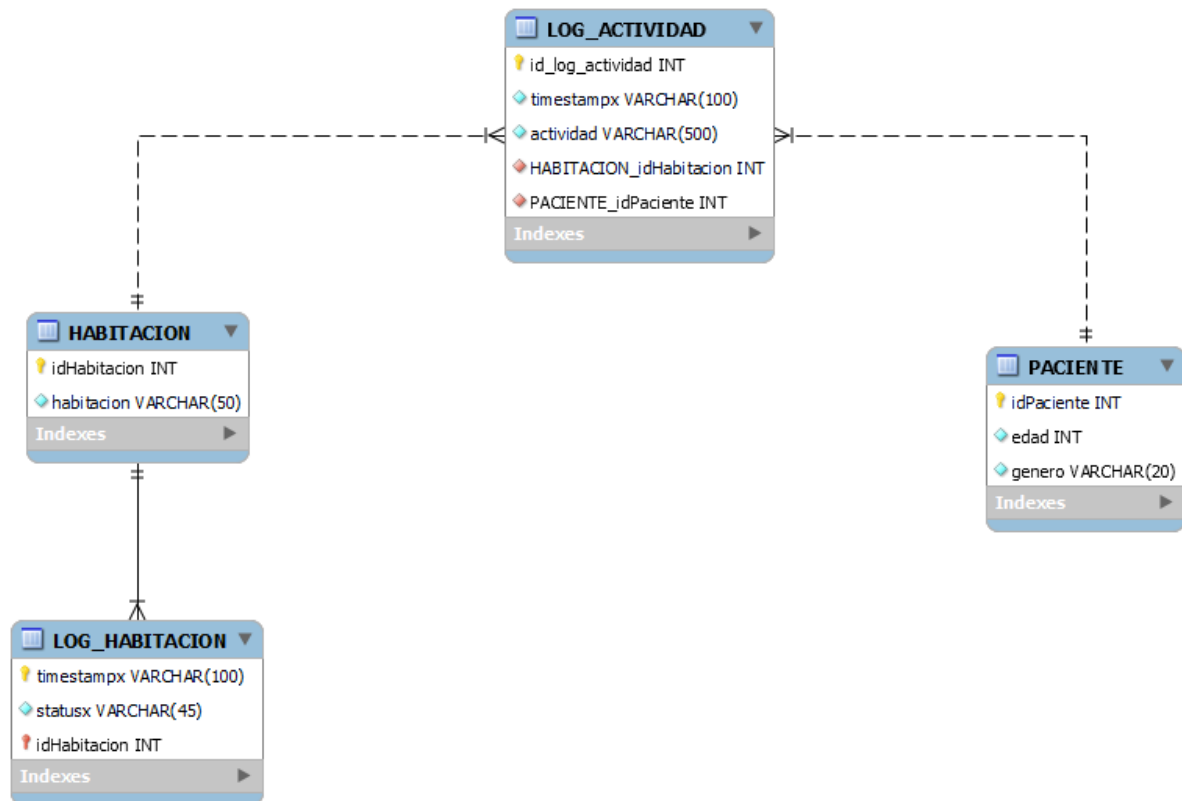 LOG_ACTIVIDAD
id_log_actividad INT
timestampx VARCHAR(100)
actividad VARCHAR(500)
HABITACION_idHabitacion INT
PACIENTE_idPaciente INT
Indexes
HABITACION
idHabitacion INT
habitacion VARCHAR(50)
Indexes
PACIENTE
idPaciente INT
edad INT
genero VARCHAR(20)
Indexes
LOG_HABITACION
timestampx VARCHAR(100)
statusx VARCHAR(45)
idHabitacion INT
Indexes